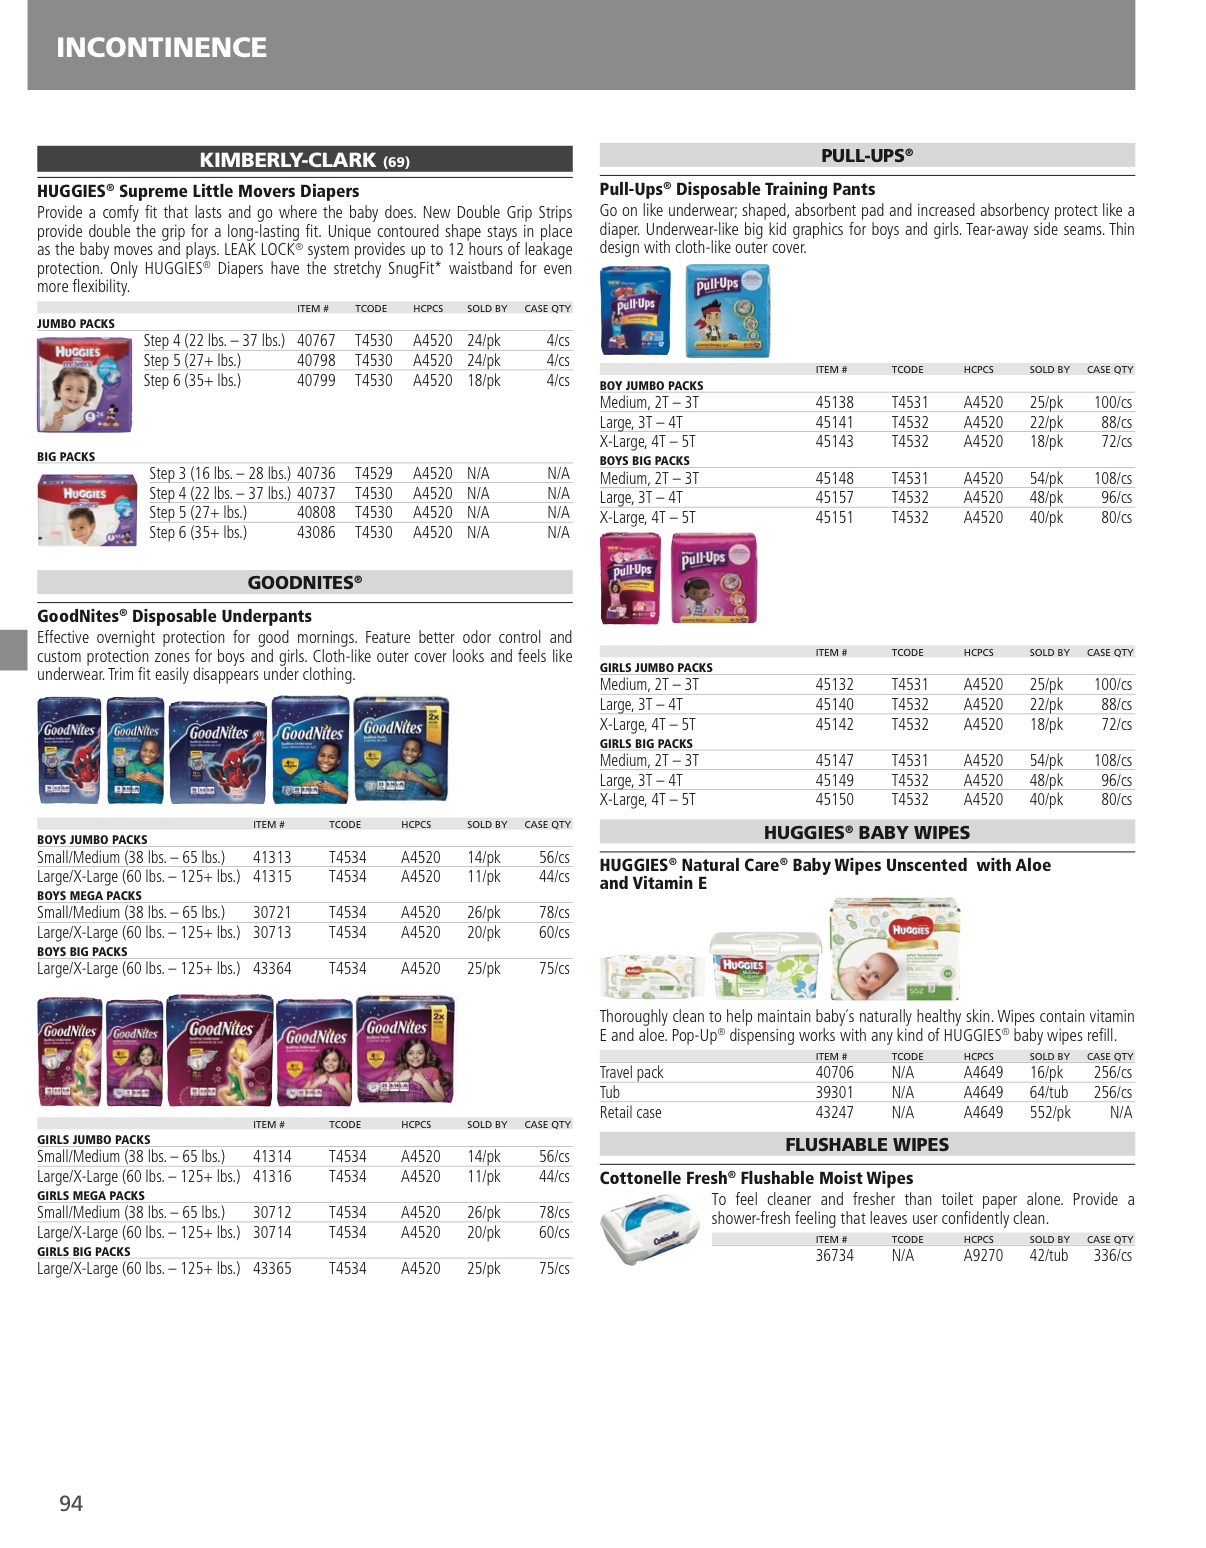 INCONTINENCE
KIMBERLY-CLARK (69)
HUGGIES® Supreme Little Movers Diapers
Provide a comfy fit that lasts and go where the baby does. New Double Grip Strips
provide double the grip for a long-lasting fit. Unique contoured shape stays in place
as the baby moves and plays. LEAK LOCK® system provides up to 12 hours of leakage
protection. Only HUGGIES® Diapers have the stretchy SnugFit* waistband for even
more flexibility.
ITEM # TCODE HCPCS SOLD BY CASE QTY
JUMBO PACKS
Step 4 (22 lbs. – 37 lbs.) 40767 T4530 A4520 24/pk 4/cs
Step 5 (27+ lbs.) 40798 T4530 A4520 24/pk 4/cs
Step 6 (35+ lbs.) 40799 T4530 A4520 18/pk 4/cs
HUGGIES
BIG PACKS
Step 3 (16 lbs. – 28 lbs.) 40736 T4529 A4520 N/A N/A
Step 4 (22 lbs. – 37 lbs.) 40737 T4530 A4520 N/A N/A
Step 5 (27+ lbs.) 40808 T4530 A4520 N/A N/A
Step 6 (35+ lbs.) 43086 T4530 A4520 N/A N/A
HUGGIES
GOODNITES®
GoodNites® Disposable Underpants
Effective overnight protection for good mornings. Feature better odor control and
custom protection zones for boys and girls. Cloth-like outer cover looks and feels like
underwear. Trim fit easily disappears under clothing.
GoodNites GoodNites GoodNites GoodNites GoodNites
ITEM # TCODE HCPCS SOLD BY CASE QTY
BOYS JUMBO PACKS
Small/Medium (38 lbs. – 65 lbs.) 41313 T4534 A4520 14/pk 56/cs
Large/X-Large (60 lbs. – 125+ lbs.) 41315 T4534 A4520 11/pk 44/cs
BOYS MEGA PACKS
Small/Medium (38 lbs. – 65 lbs.) 30721 T4534 A4520 26/pk 78/cs
Large/X-Large (60 lbs. – 125+ lbs.) 30713 T4534 A4520 20/pk 60/cs
BOYS BIG PACKS
Large/X-Large (60 lbs. – 125+ lbs.) 43364 T4534 A4520 25/pk 75/cs
GoodNites GoodNites GoodNites GoodNites GoodNites
ITEM # TCODE HCPCS SOLD BY CASE QTY
GIRLS JUMBO PACKS
Small/Medium (38 lbs. – 65 lbs.) 41314 T4534 A4520 14/pk 56/cs
Large/X-Large (60 lbs. – 125+ lbs.) 41316 T4534 A4520 11/pk 44/cs
GIRLS MEGA PACKS
Small/Medium (38 lbs. – 65 lbs.) 30712 T4534 A4520 26/pk 78/cs
Large/X-Large (60 lbs. – 125+ lbs.) 30714 T4534 A4520 20/pk 60/cs
GIRLS BIG PACKS
Large/X-Large (60 lbs. – 125+ lbs.) 43365 T4534 A4520 25/pk 75/cs
PULL-UPS®
Pull-Ups® Disposable Training Pants
Go on like underwear; shaped, absorbent pad and increased absorbency protect like a
diaper. Underwear-like big kid graphics for boys and girls. Tear-away side seams. Thin
design with cloth-like outer cover.
Pull-Ups Pull-Ups
ITEM # TCODE HCPCS SOLD BY CASE QTY
BOY JUMBO PACKS
Medium, 2T – 3T 45138 T4531 A4520 25/pk 100/cs
Large, 3T – 4T 45141 T4532 A4520 22/pk 88/cs
X-Large, 4T – 5T 45143 T4532 A4520 18/pk 72/cs
BOYS BIG PACKS
Medium, 2T – 3T 45148 T4531 A4520 54/pk 108/cs
Large, 3T – 4T 45157 T4532 A4520 48/pk 96/cs
X-Large, 4T – 5T 45151 T4532 A4520 40/pk 80/cs
Pull-Ups Pull-Ups
ITEM # TCODE HCPCS SOLD BY CASE QTY
GIRLS JUMBO PACKS
Medium, 2T – 3T 45132 T4531 A4520 25/pk 100/cs
Large, 3T – 4T 45140 T4532 A4520 22/pk 88/cs
X-Large, 4T – 5T 45142 T4532 A4520 18/pk 72/cs
GIRLS BIG PACKS
Medium, 2T – 3T 45147 T4531 A4520 54/pk 108/cs
Large, 3T – 4T 45149 T4532 A4520 48/pk 96/cs
X-Large, 4T – 5T 45150 T4532 A4520 40/pk 80/cs
HUGGIES® BABY WIPES
HUGGIES® Natural Care® Baby Wipes Unscented with Aloe
and Vitamin E
HUGGIES HUGGIES
552
Thoroughly clean to help maintain baby´s naturally healthy skin. Wipes contain vitamin
E and aloe. Pop-Up® dispensing works with any kind of HUGGIES® baby wipes refill.
ITEM # TCODE HCPCS SOLD BY CASE QTY
Travel pack 40706 N/A A4649 16/pk 256/cs
Tub 39301 N/A A4649 64/tub 256/cs
Retail case 43247 N/A A4649 552/pk N/A
FLUSHABLE WIPES
Cottonelle Fresh® Flushable Moist Wipes
To feel cleaner and fresher than toilet paper alone. Provide a
shower-fresh feeling that leaves user confidently clean.
Cottonelle
ITEM # TCODE HCPCS SOLD BY CASE QTY
36734 N/A A9270 42/tub 336/cs
94